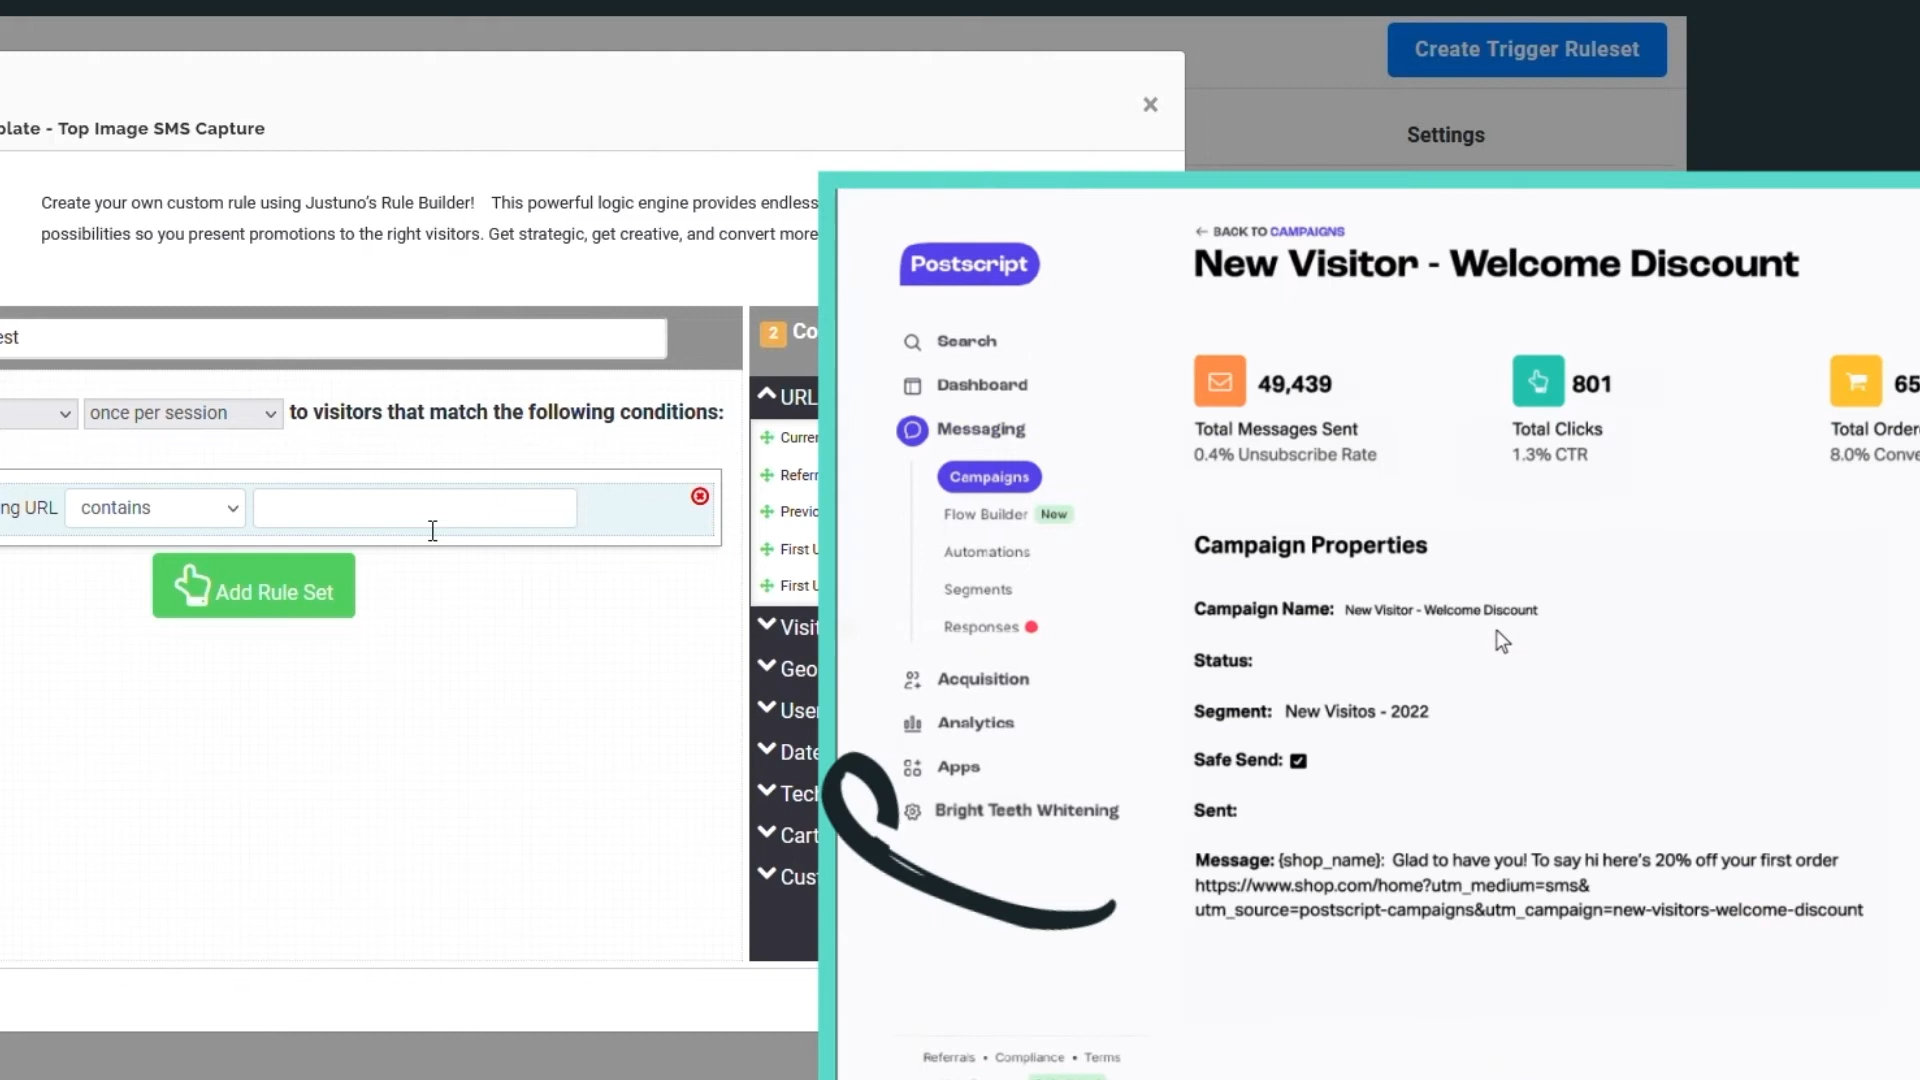 Create Trigger Ruleset
plate - Top Image SMS Capture
Settings
Create your own custom rule using Justuno's Rule Builder! This powerful logic engine provides endless
possibilities so you present promotions to the right visitors. Get strategic, get creative, and convert more
est
2 Co
once per session to visitors that match the following conditions:
ng URL contains
Add Rule Set
URL
Curre
Referr
Previc
First U
First U
Visit
Geo
User
Date
Tech
Cart
Cust
Postscript
Search
Dashboard
Messaging
Campaigns
Flow Builder New
Automations
Segments
Responses
Acquisition
Analytics
Apps
Bright Teeth Whitening
Referrals • Compliance • Terms
← BACK TO CAMPAIGNS
New Visitor - Welcome Discount
49,439
Total Messages Sent
0.4% Unsubscribe Rate
801
Total Clicks
1.3% CTR
65
Total Order
8.0% Conve
Campaign Properties
Campaign Name: New Visitor - Welcome Discount
Status:
Segment: New Visitos - 2022
Safe Send:
Sent:
Message: {shop_name}: Glad to have you! To say hi here's 20% off your first order
https://www.shop.com/home?utm_medium=sms&
utm_source=postscript-campaigns&utm_campaign=new-visitors-welcome-discount